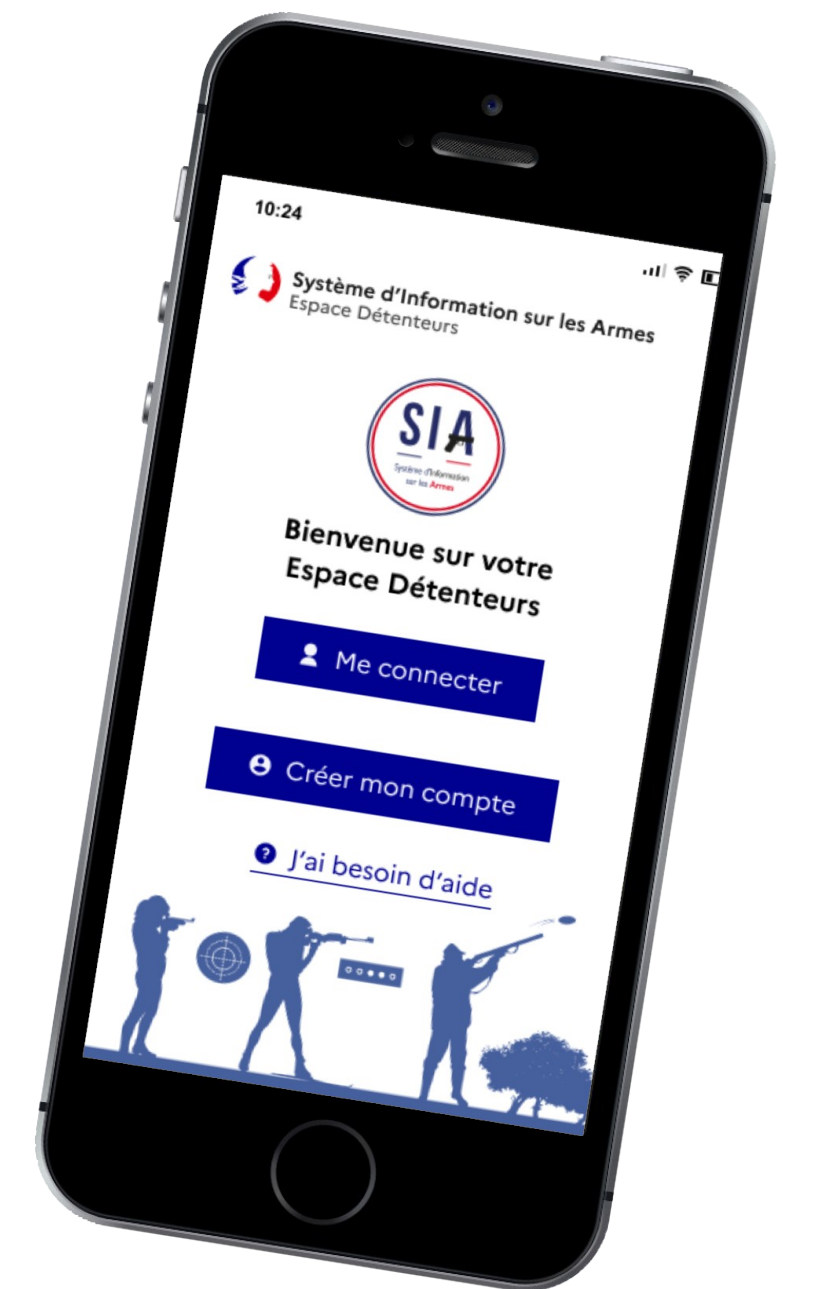 10:24
Système d'Information sur les Armes
Espace Détenteurs
SIA
Système d'Information
sur les Armes
Bienvenue sur votre
Espace Détenteurs
Me connecter
Créer mon compte
? J'ai besoin d'aide